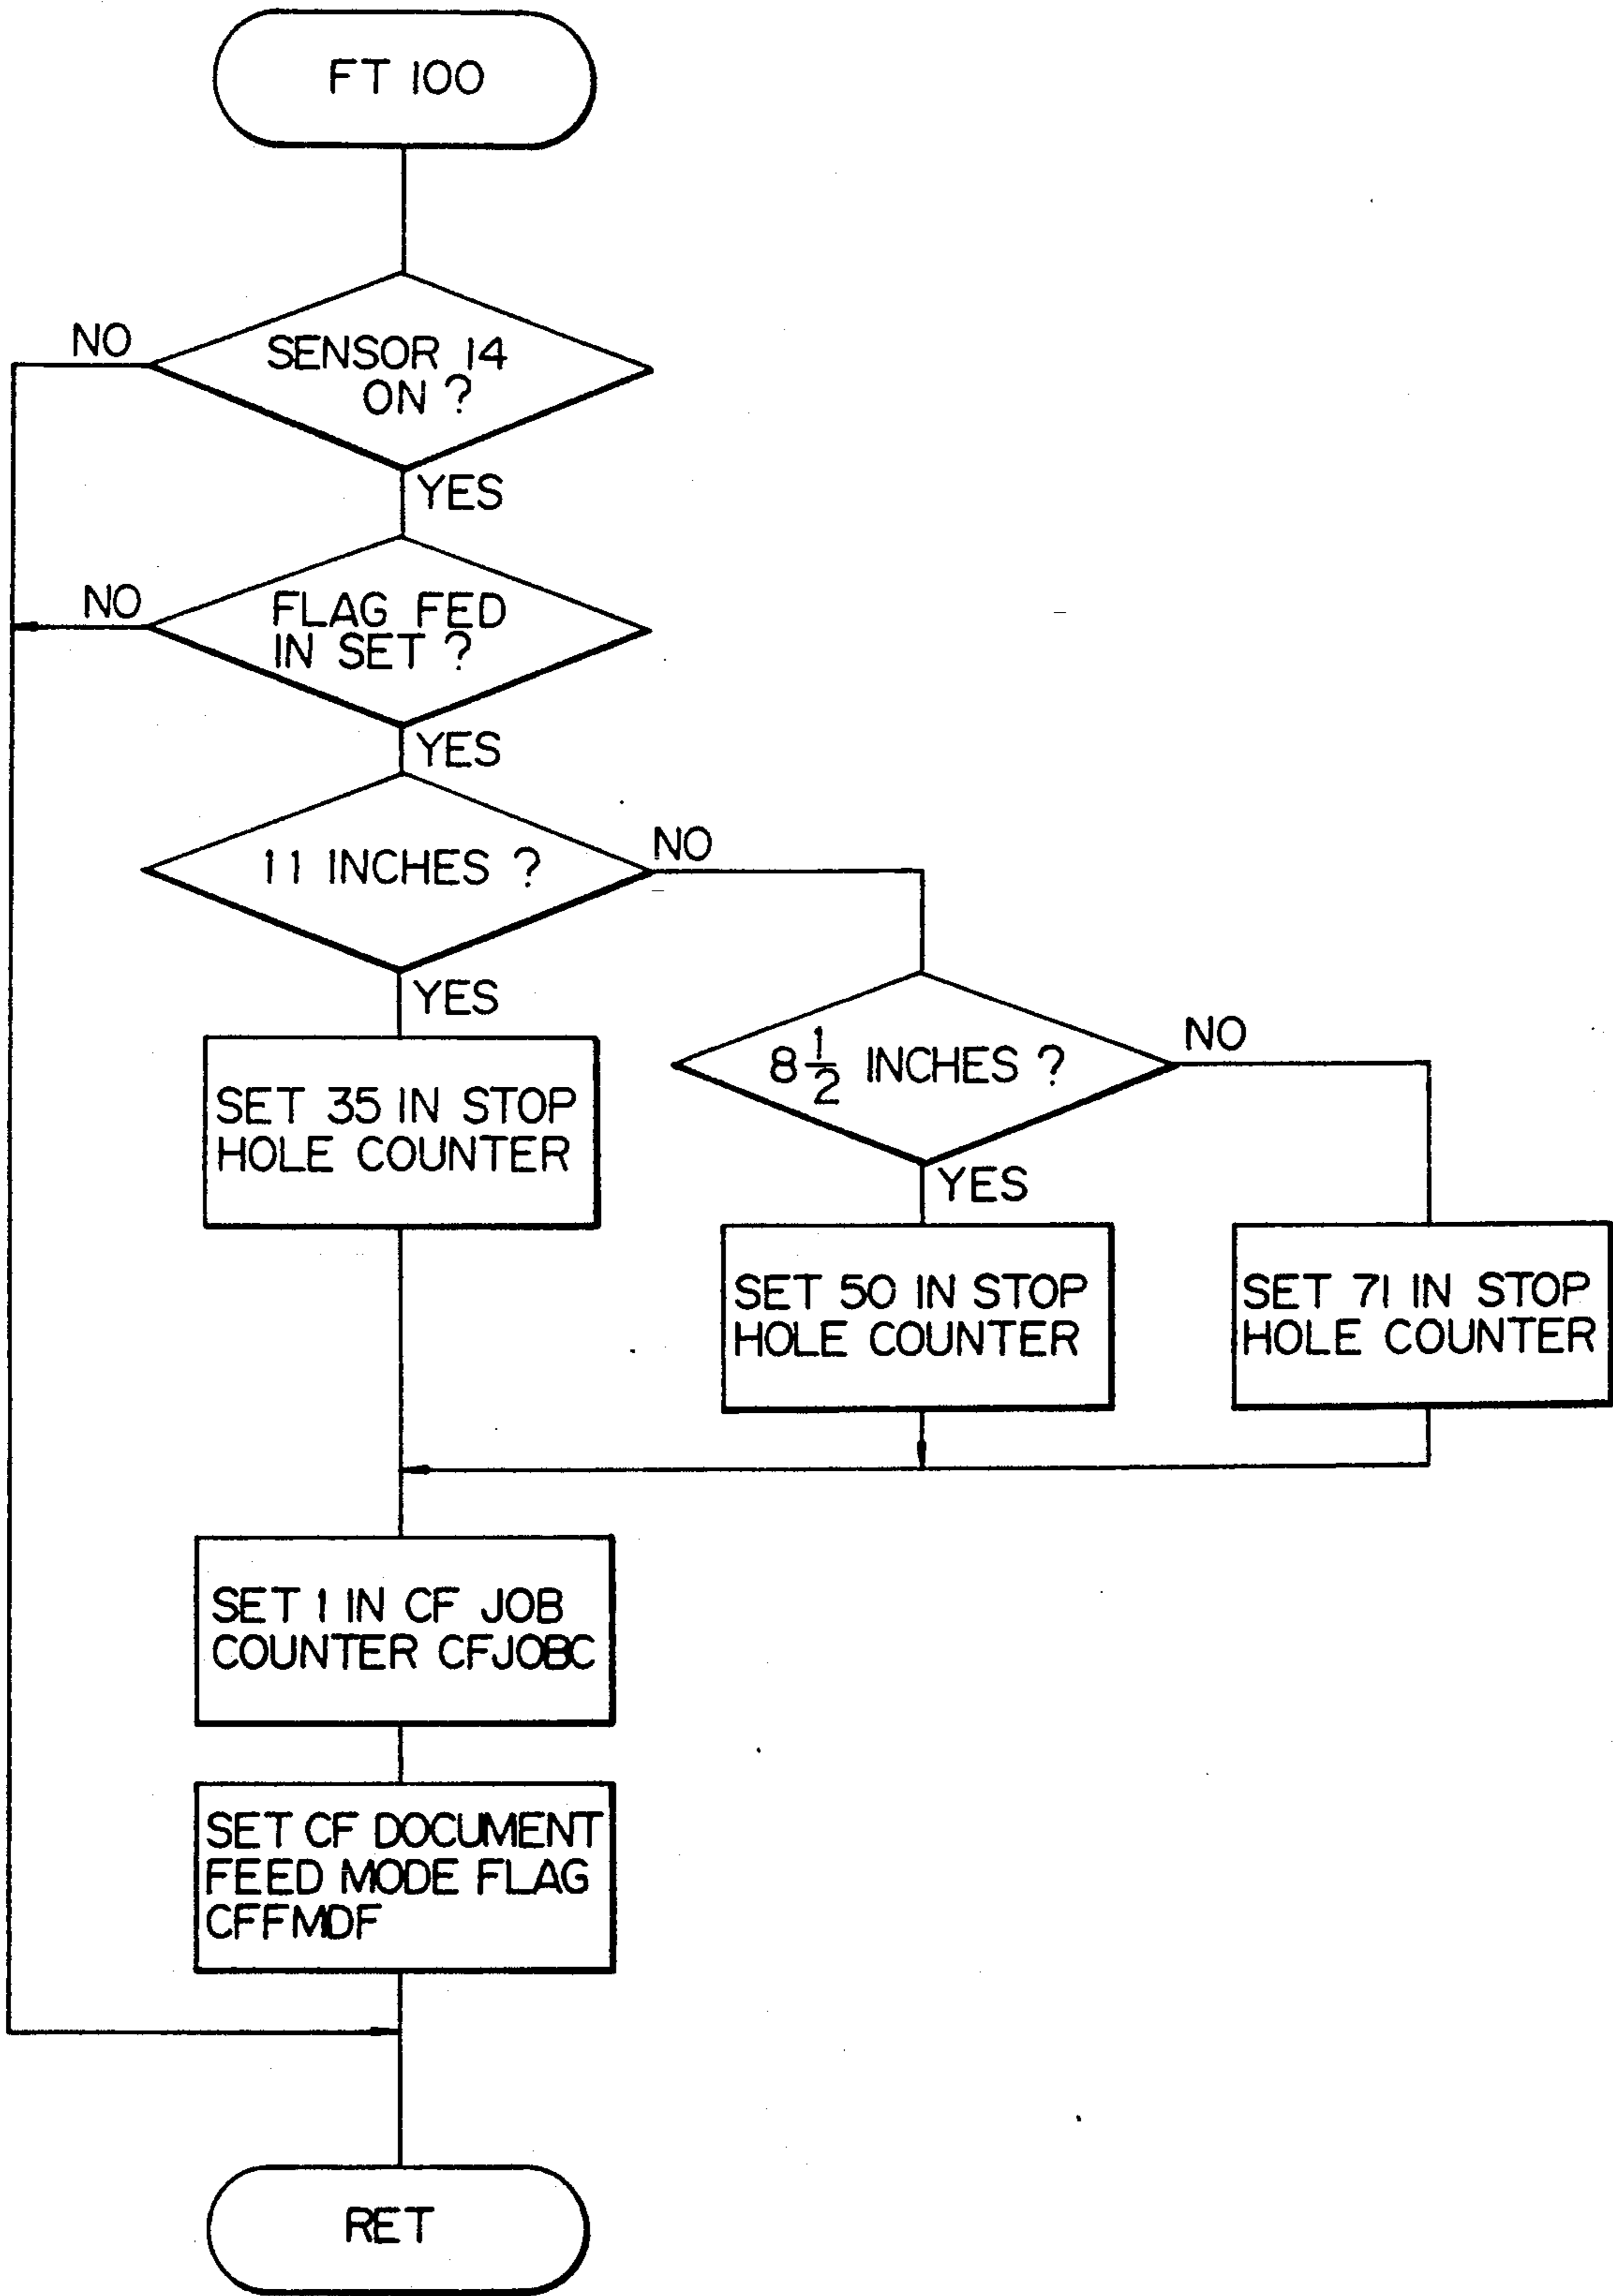 FT 100
NO
SENSOR 14
ON ?
YES
NO
FLAG FED
IN SET ?
YES
11 INCHES ?
NO
YES
8 1/2 INCHES ?
NO
SET 35 IN STOP
HOLE COUNTER
YES
SET 50 IN STOP
HOLE COUNTER
SET 71 IN STOP
HOLE COUNTER
SET 1 IN CF JOB
COUNTER CFJOBC
SET CF DOCUMENT
FEED MODE FLAG
CFFMDF
RET